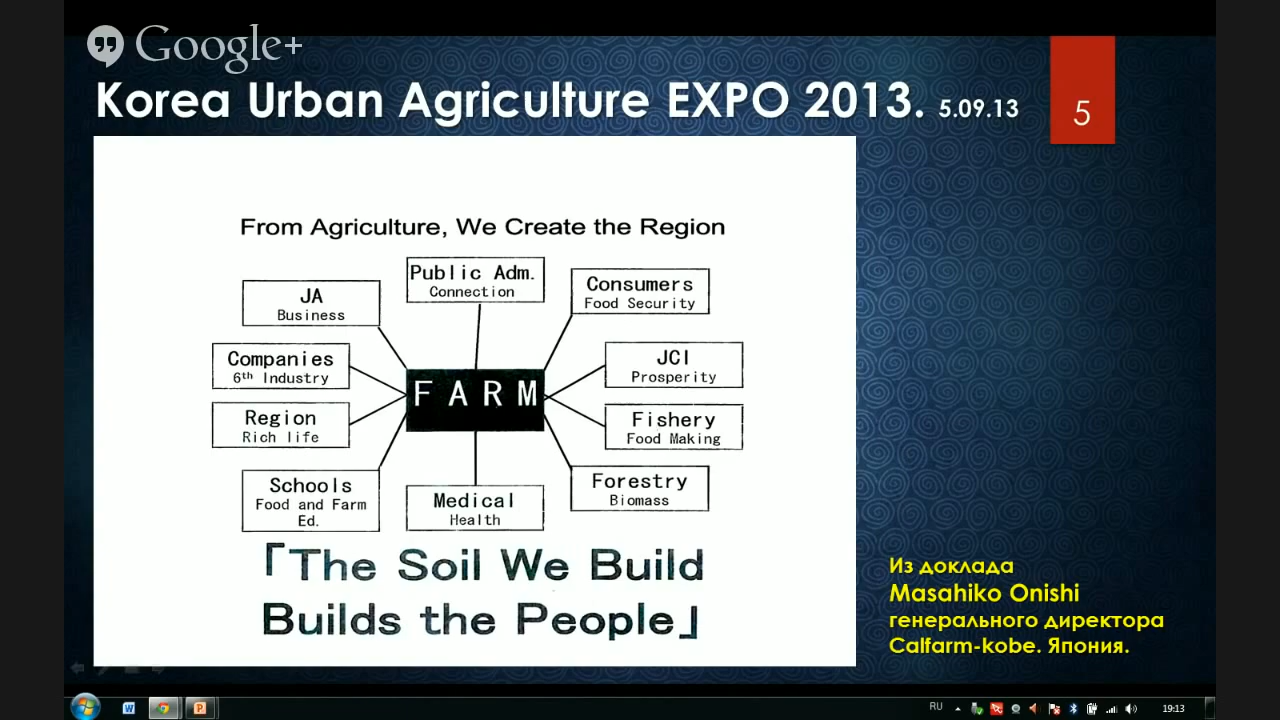 Google+
Korea Urban Agriculture EXPO 2013. 5.09.13
5
From Agriculture, We Create the Region
Public Adm.
Connection
JA
Business
Consumers
Food Security
Companies
6th Industry
JCI
Prosperity
FARM
Region
Rich life
Fishery
Food Making
Schools
Food and Farm
Ed.
Medical
Health
Forestry
Biomass
「The Soil We Build
Builds the People」
Из доклада
Masahiko Onishi
генерального директора
Calfarm-kobe. Япония.
RU
19:13